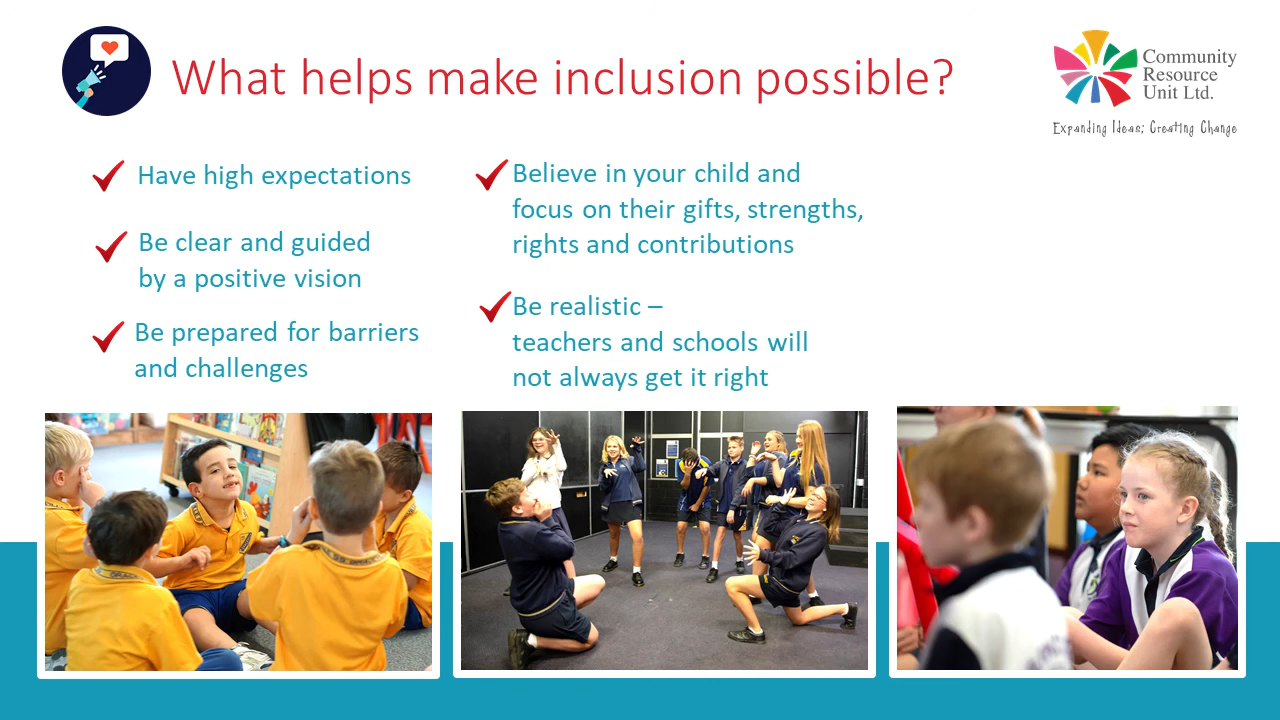 What helps make inclusion possible?
Community
Resource
Unit Ltd.
Expanding Ideas; Creating Change
Have high expectations
Be clear and guided
by a positive vision
Be prepared for barriers
and challenges
Believe in your child and
focus on their gifts, strengths,
rights and contributions
Be realistic –
teachers and schools will
not always get it right